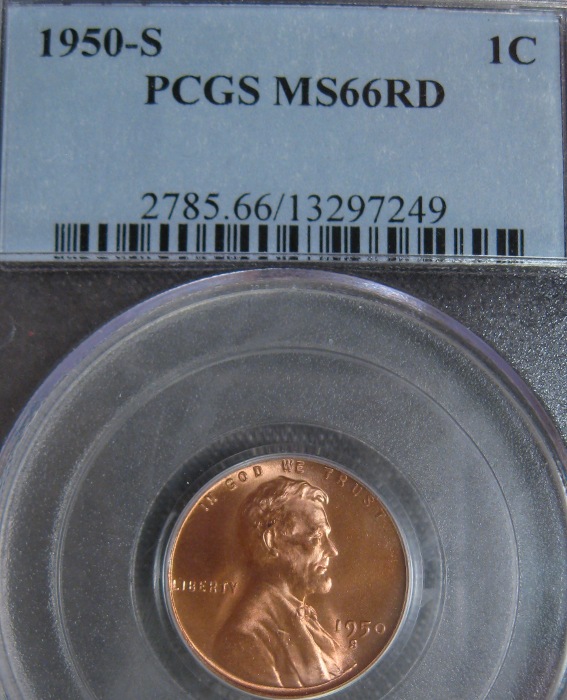 1950-S 1C
PCGS MS66RD
2785.66/13297249
IN GOD WE TRUST
LIBERTY
1950
S